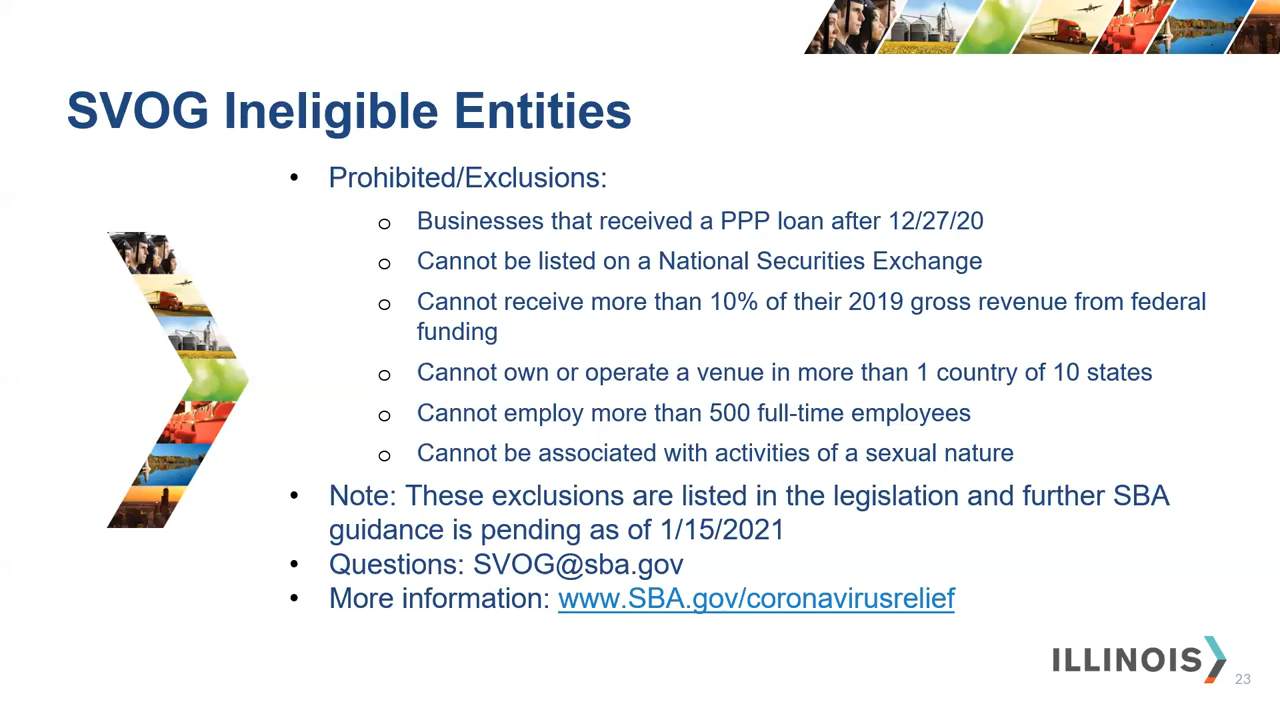 SVOG Ineligible Entities
• Prohibited/Exclusions:
o Businesses that received a PPP loan after 12/27/20
o Cannot be listed on a National Securities Exchange
o Cannot receive more than 10% of their 2019 gross revenue from federal
funding
o Cannot own or operate a venue in more than 1 country of 10 states
o Cannot employ more than 500 full-time employees
o Cannot be associated with activities of a sexual nature
• Note: These exclusions are listed in the legislation and further SBA
guidance is pending as of 1/15/2021
• Questions: SVOG@sba.gov
• More information: www.SBA.gov/coronavirusrelief
ILLINOIS
23